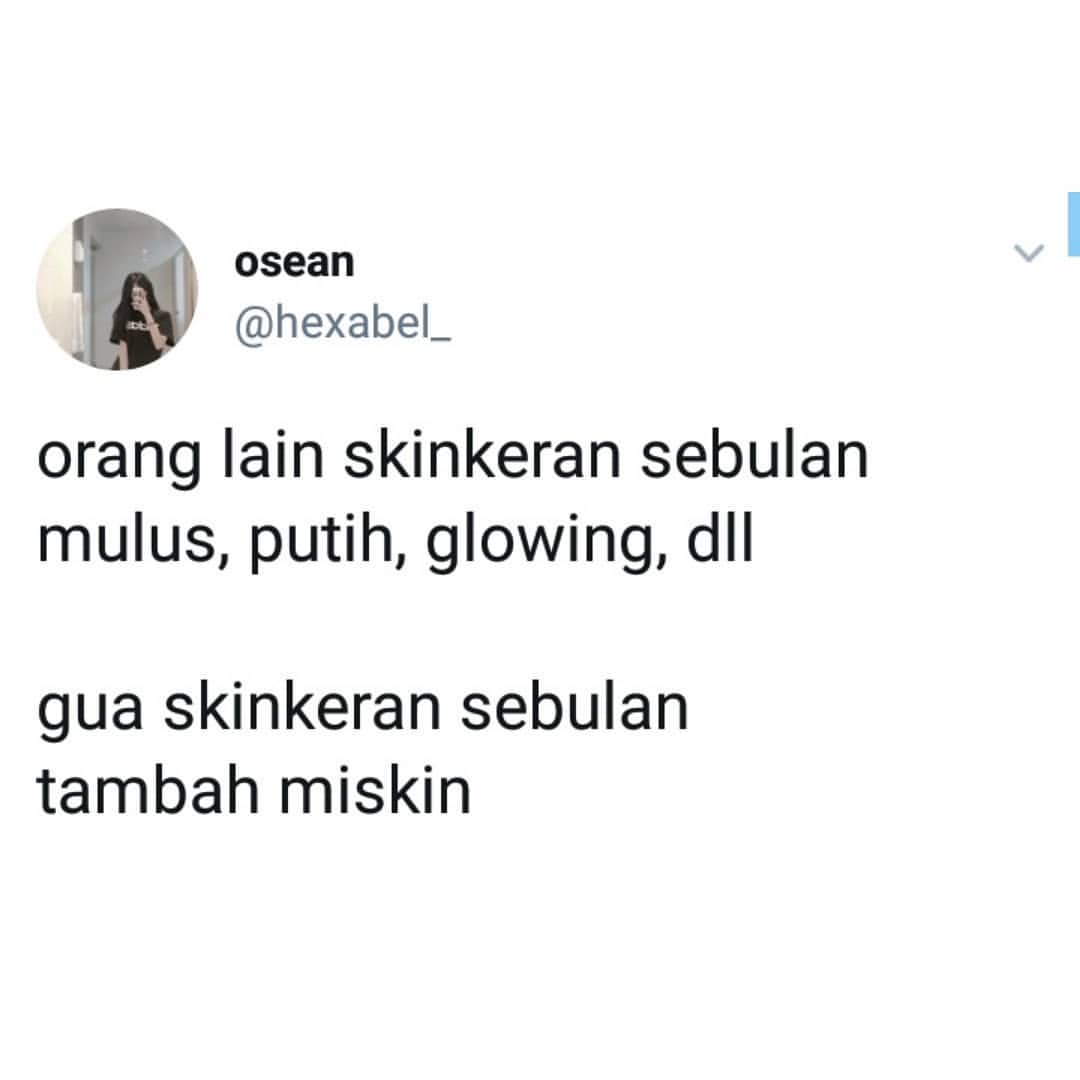 osean
@hexabel_
orang lain skinkeran sebulan
mulus, putih, glowing, dll
gua skinkeran sebulan
tambah miskin